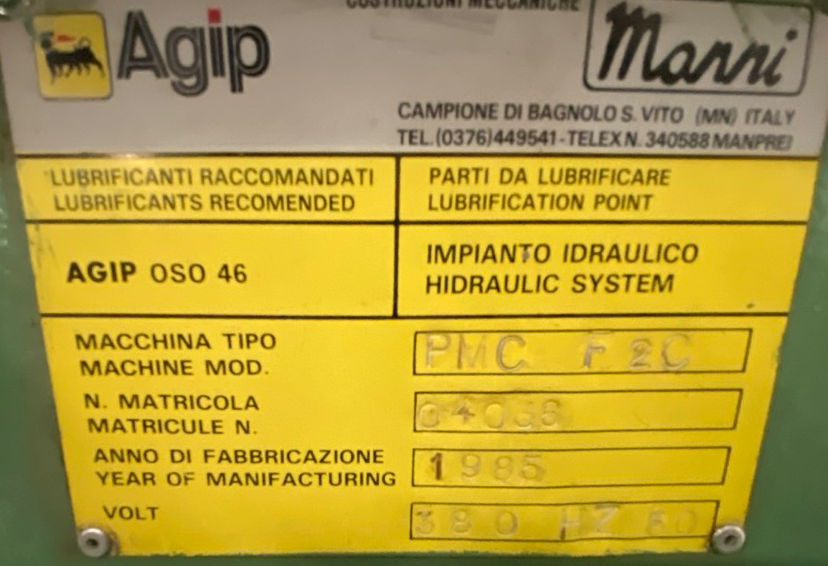 COSTRUZIONI MECCANICHE
Agip
Manni
CAMPIONE DI BAGNOLO S. VITO (MN) ITALY
TEL. (0376) 449541 - TELEX N. 340588 MANPRE I
LUBRIFICANTI RACCOMANDATI
LUBRIFICANTS RECOMENDED
PARTI DA LUBRIFICARE
LUBRIFICATION POINT
AGIP OSO 46
IMPIANTO IDRAULICO
HIDRAULIC SYSTEM
MACCHINA TIPO
MACHINE MOD.
PMC F2C
N. MATRICOLA
MATRICULE N.
ANNO DI FABBRICAZIONE
YEAR OF MANIFACTURING
1985
VOLT
380 HZ